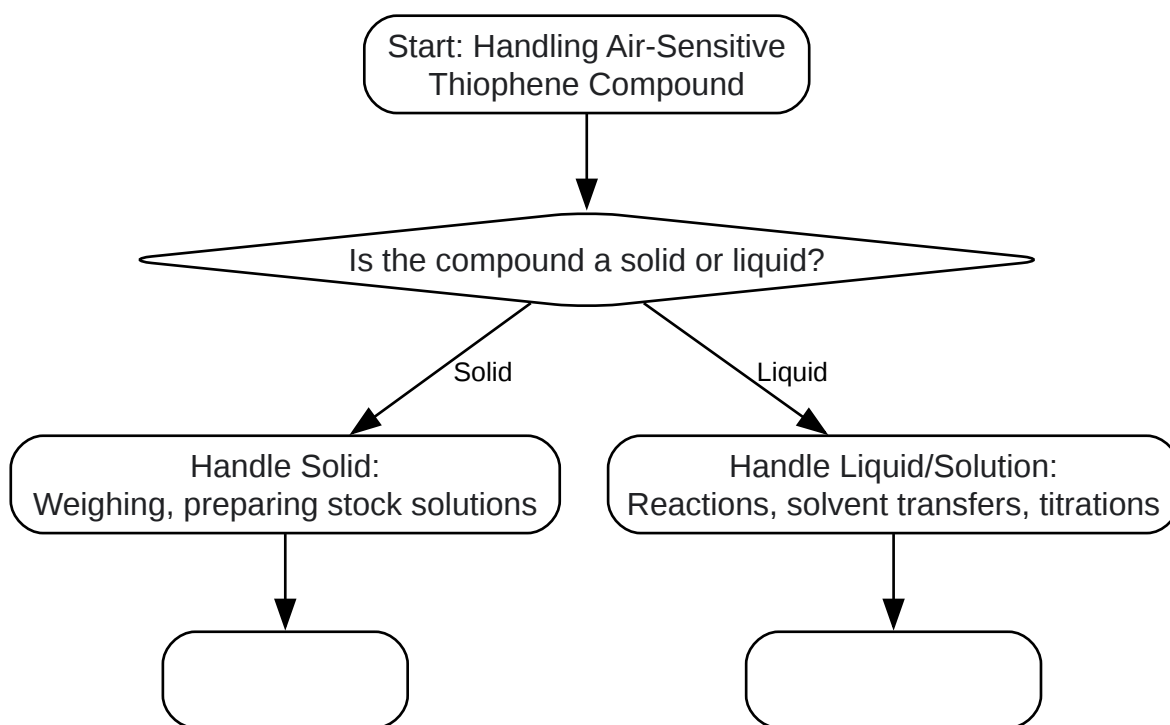 Start: Handling Air-Sensitive
Thiophene Compound
Is the compound a solid or liquid?
Solid
Liquid
Handle Solid:
Weighing, preparing stock solutions
Handle Liquid/Solution:
Reactions, solvent transfers, titrations